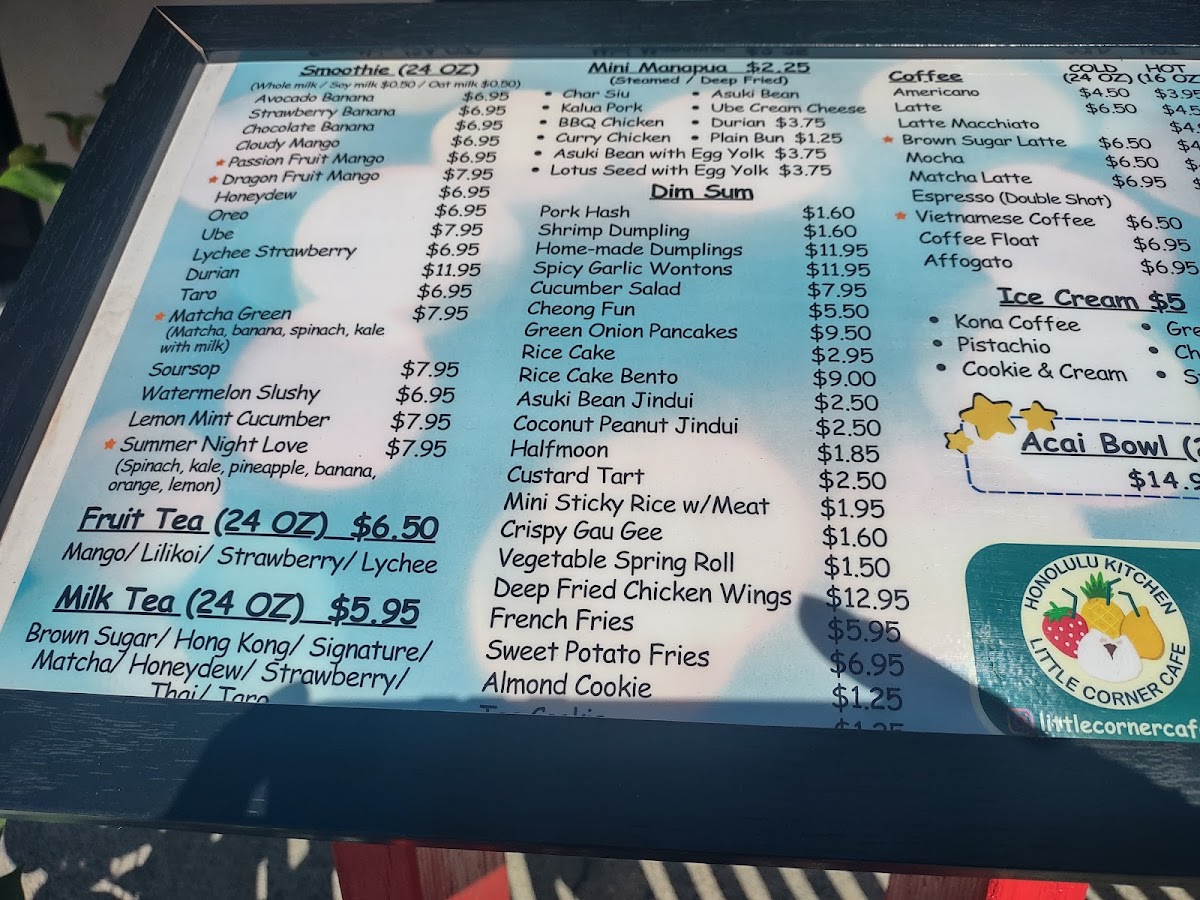 Smoothie (24 OZ)
(Whole milk / Soy milk $0.50 / Oat milk $0.50)
Avocado Banana $6.95
Strawberry Banana $6.95
Chocolate Banana $6.95
Cloudy Mango $6.95
Passion Fruit Mango $6.95
Dragon Fruit Mango $7.95
Honeydew $6.95
Oreo $6.95
Ube $7.95
Lychee Strawberry $6.95
Durian $11.95
Taro $6.95
Matcha Green $7.95
(Matcha, banana, spinach, kale
with milk)
Soursop $7.95
Watermelon Slushy $6.95
Lemon Mint Cucumber $7.95
Summer Night Love $7.95
(Spinach, kale, pineapple, banana,
orange, lemon)
Fruit Tea (24 OZ) $6.50
Mango/ Lilikoi/ Strawberry/ Lychee
Milk Tea (24 OZ) $5.95
Brown Sugar/ Hong Kong/ Signature/
Matcha/ Honeydew/ Strawberry/
Thai/ Taro
Mini Manapua $2.25
(Steamed / Deep Fried)
• Char Siu • Asuki Bean
• Kalua Pork • Ube Cream Cheese
• BBQ Chicken • Durian $3.75
• Curry Chicken • Plain Bun $1.25
• Asuki Bean with Egg Yolk $3.75
• Lotus Seed with Egg Yolk $3.75
Dim Sum
Pork Hash $1.60
Shrimp Dumpling $1.60
Home-made Dumplings $11.95
Spicy Garlic Wontons $11.95
Cucumber Salad $7.95
Cheong Fun $5.50
Green Onion Pancakes $9.50
Rice Cake $2.95
Rice Cake Bento $9.00
Asuki Bean Jindui $2.50
Coconut Peanut Jindui $2.50
Halfmoon $1.85
Custard Tart $2.50
Mini Sticky Rice w/Meat $1.95
Crispy Gau Gee $1.60
Vegetable Spring Roll $1.50
Deep Fried Chicken Wings $12.95
French Fries $5.95
Sweet Potato Fries $6.95
Almond Cookie $1.25
Coffee COLD HOT
(24 OZ) (16 OZ
Americano $4.50 $3.95
Latte $6.50 $4.5
Latte Macchiato $4.
Brown Sugar Latte $6.50 $4
Mocha $6.50 $
Matcha Latte $6.95 $
Espresso (Double Shot)
Vietnamese Coffee $6.50
Coffee Float $6.95
Affogato $6.95
Ice Cream $5
• Kona Coffee • Gre
• Pistachio • Ch
• Cookie & Cream •
Acai Bowl (
$14.9
HONOLULU KITCHEN
LITTLE CORNER CAFE
littlecornercaf